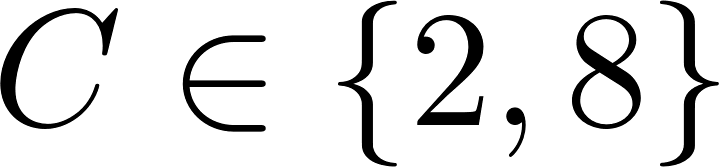 C ∈ {2, 8}